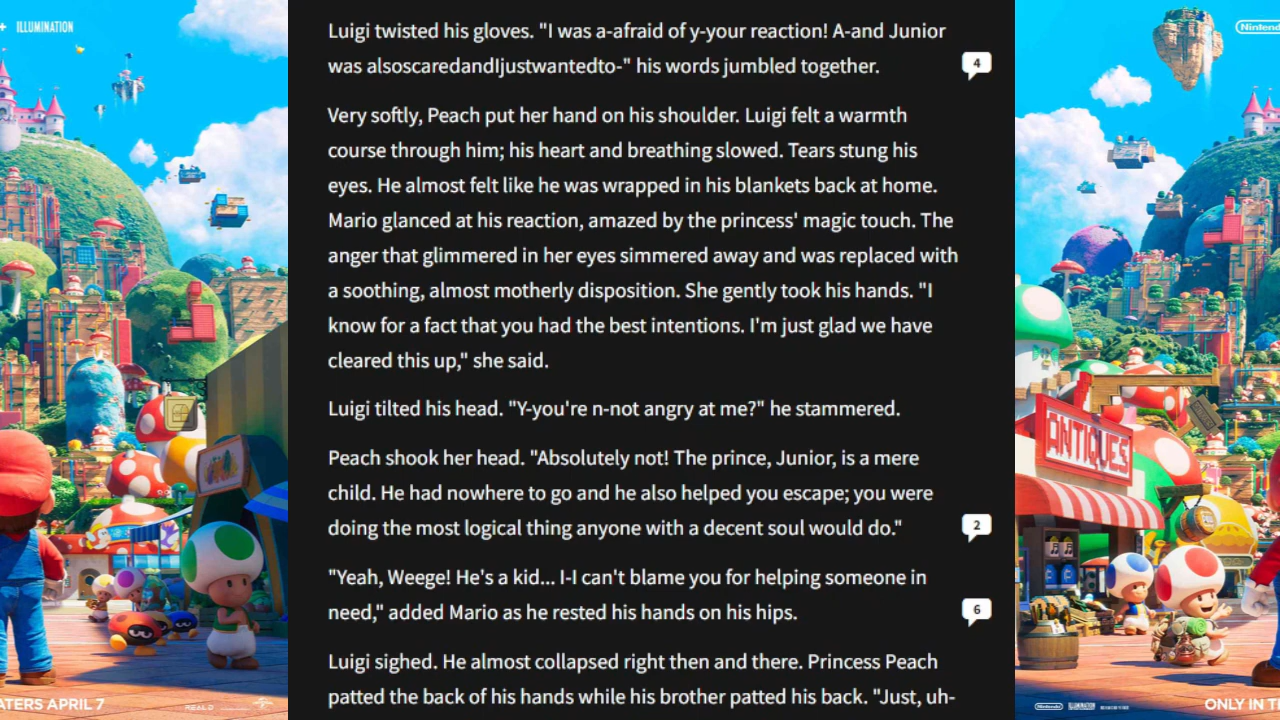 ILLUMINATION
Nintendo
Luigi twisted his gloves. "I was a-afraid of y-your reaction! A-and Junior
was alsoscaredandIjustwantedto-" his words jumbled together.
4
Very softly, Peach put her hand on his shoulder. Luigi felt a warmth
course through him; his heart and breathing slowed. Tears stung his
eyes. He almost felt like he was wrapped in his blankets back at home.
Mario glanced at his reaction, amazed by the princess' magic touch. The
anger that glimmered in her eyes simmered away and was replaced with
a soothing, almost motherly disposition. She gently took his hands. "I
know for a fact that you had the best intentions. I'm just glad we have
cleared this up," she said.
Luigi tilted his head. "Y-you're n-not angry at me?" he stammered.
Peach shook her head. "Absolutely not! The prince, Junior, is a mere
child. He had nowhere to go and he also helped you escape; you were
doing the most logical thing anyone with a decent soul would do."
2
"Yeah, Weege! He's a kid... I-I can't blame you for helping someone in
need," added Mario as he rested his hands on his hips.
6
Luigi sighed. He almost collapsed right then and there. Princess Peach
patted the back of his hands while his brother patted his back. "Just, uh-
ANTIQUES
ATERS APRIL 7
REALD
Nintendo
ILLUMINATION
ONLY IN T